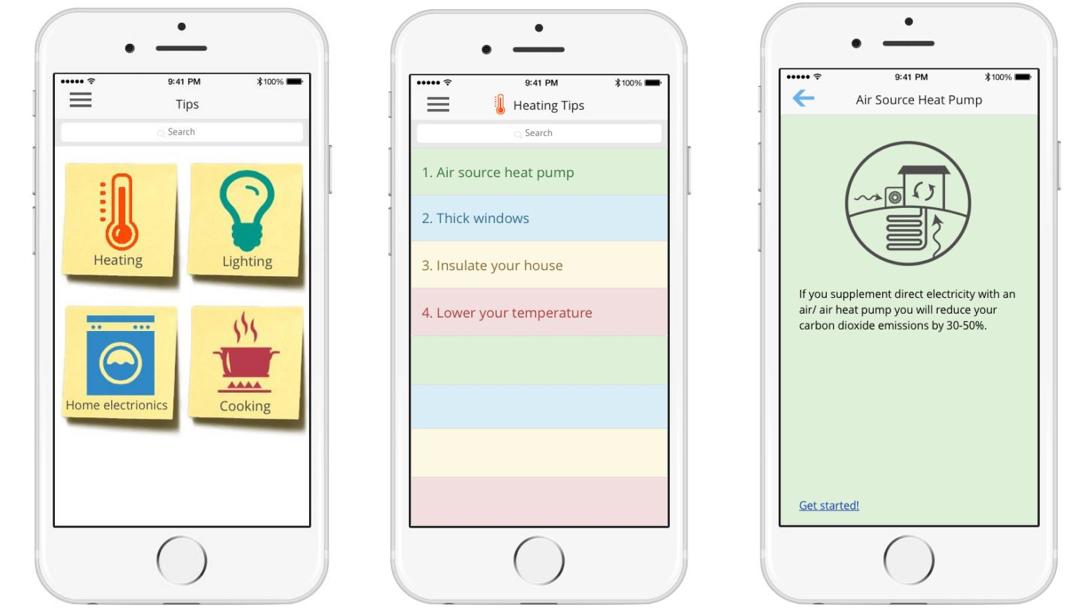 9:41 PM
100%
Tips
Search
Heating
Lighting
Home electrionics
Cooking
9:41 PM
100%
Heating Tips
Search
1. Air source heat pump
2. Thick windows
3. Insulate your house
4. Lower your temperature
9:41 PM
100%
Air Source Heat Pump
If you supplement direct electricity with an
air/ air heat pump you will reduce your
carbon dioxide emissions by 30-50%.
Get started!